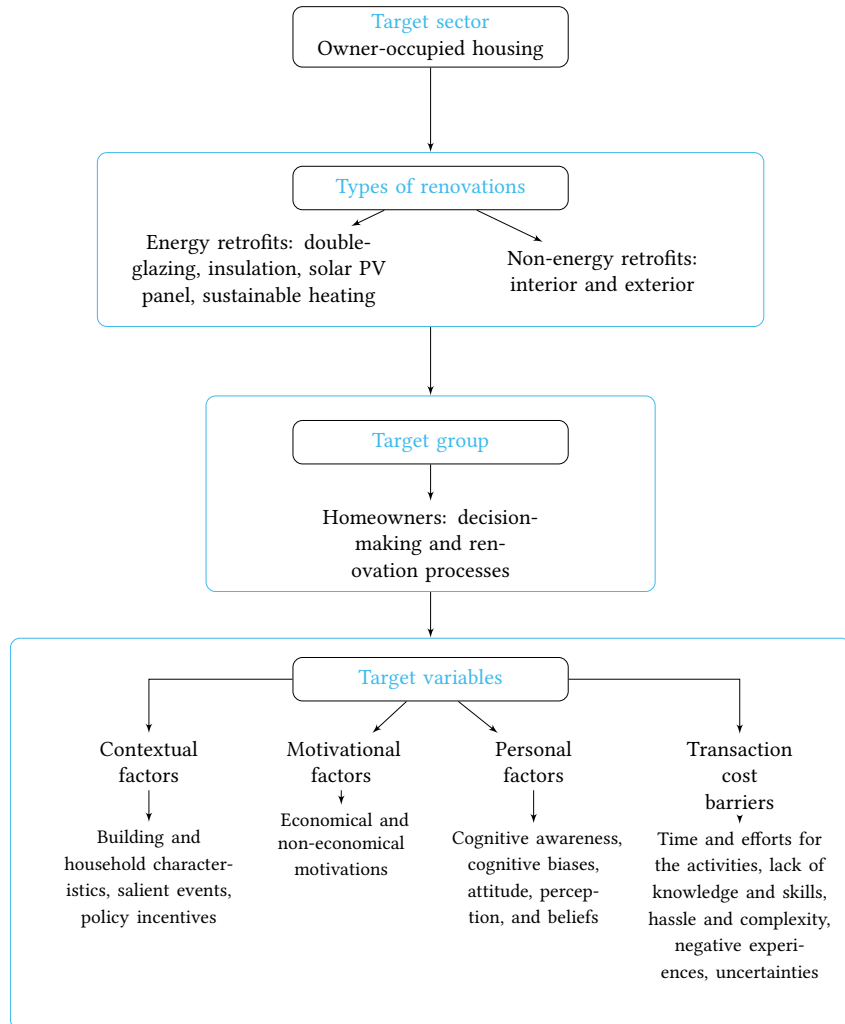 Target sector
Owner-occupied housing
Types of renovations
Energy retrofits: double-
glazing, insulation, solar PV
panel, sustainable heating
Non-energy retrofits:
interior and exterior
Target group
Homeowners: decision-
making and ren-
ovation processes
Target variables
Contextual
factors
Motivational
factors
Personal
factors
Transaction
cost
barriers
Building and
household character-
istics, salient events,
policy incentives
Economical and
non-economical
motivations
Cognitive awareness,
cognitive biases,
attitude, percep-
tion, and beliefs
Time and efforts for
the activities, lack of
knowledge and skills,
hassle and complexity,
negative experi-
ences, uncertainties